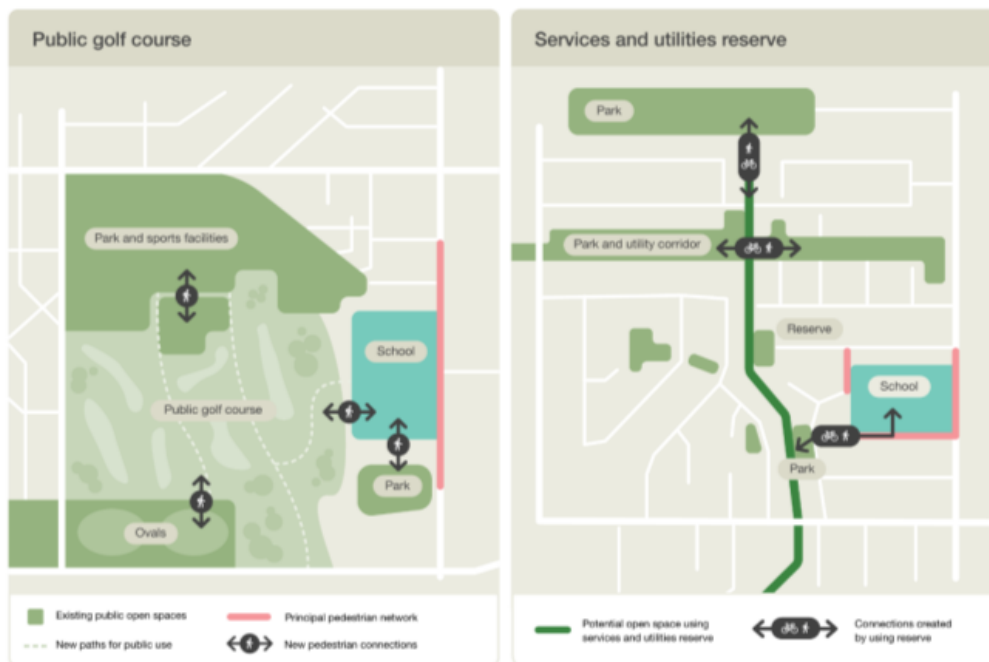 Public golf course
Park and sports facilities
School
Public golf course
Park
Ovals
Existing public open spaces
Principal pedestrian network
New paths for public use
New pedestrian connections
Services and utilities reserve
Park
Park and utility corridor
Reserve
School
Park
Potential open space using
services and utilities reserve
Connections created
by using reserve